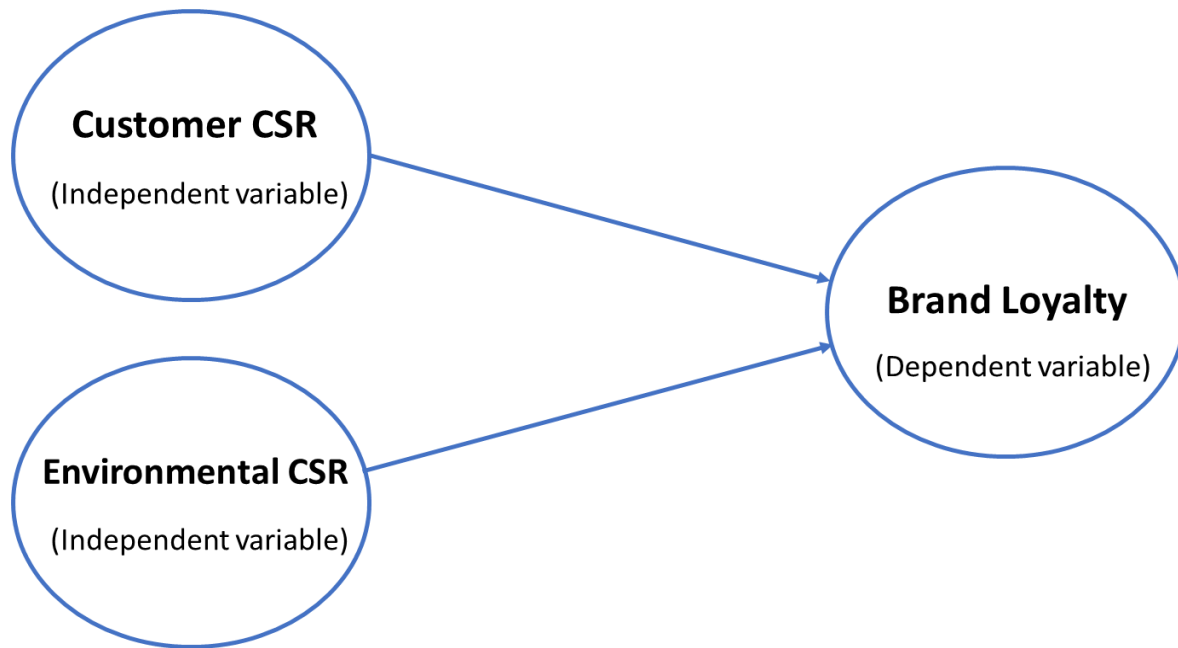 Customer CSR
(Independent variable)
Brand Loyalty
(Dependent variable)
Environmental CSR
(Independent variable)